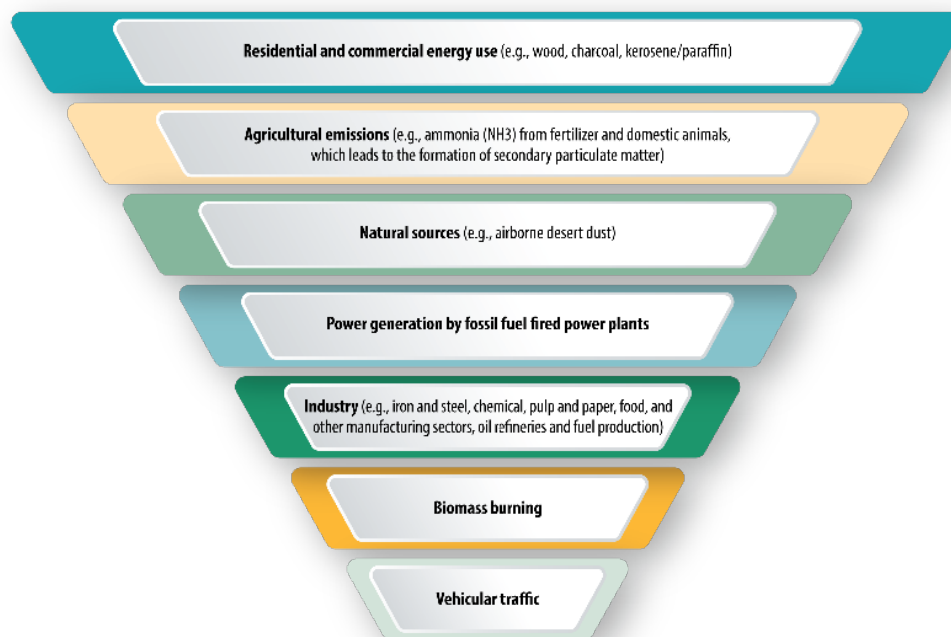 Residential and commercial energy use (e.g., wood, charcoal, kerosene/paraffin)
Agricultural emissions (e.g., ammonia (NH3) from fertilizer and domestic animals,
which leads to the formation of secondary particulate matter)
Natural sources (e.g., airborne desert dust)
Power generation by fossil fuel fired power plants
Industry (e.g., iron and steel, chemical, pulp and paper, food, and
other manufacturing sectors, oil refineries and fuel production)
Biomass burning
Vehicular traffic